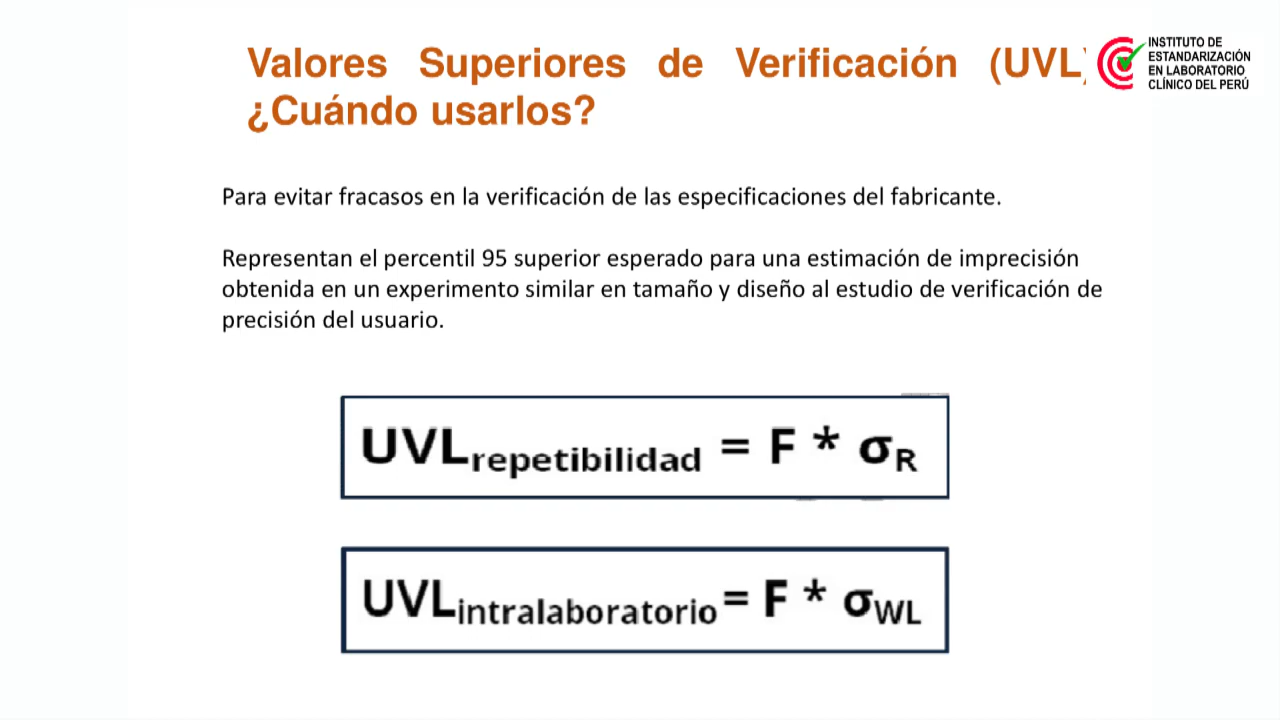 Valores Superiores de Verificación (UVL)
¿Cuándo usarlos?
INSTITUTO DE
ESTANDARIZACIÓN
EN LABORATORIO
CLÍNICO DEL PERÚ
Para evitar fracasos en la verificación de las especificaciones del fabricante.
Representan el percentil 95 superior esperado para una estimación de imprecisión
obtenida en un experimento similar en tamaño y diseño al estudio de verificación de
precisión del usuario.
UVLrepetibilidad = F * σR
UVLintralaboratorio = F * σWL